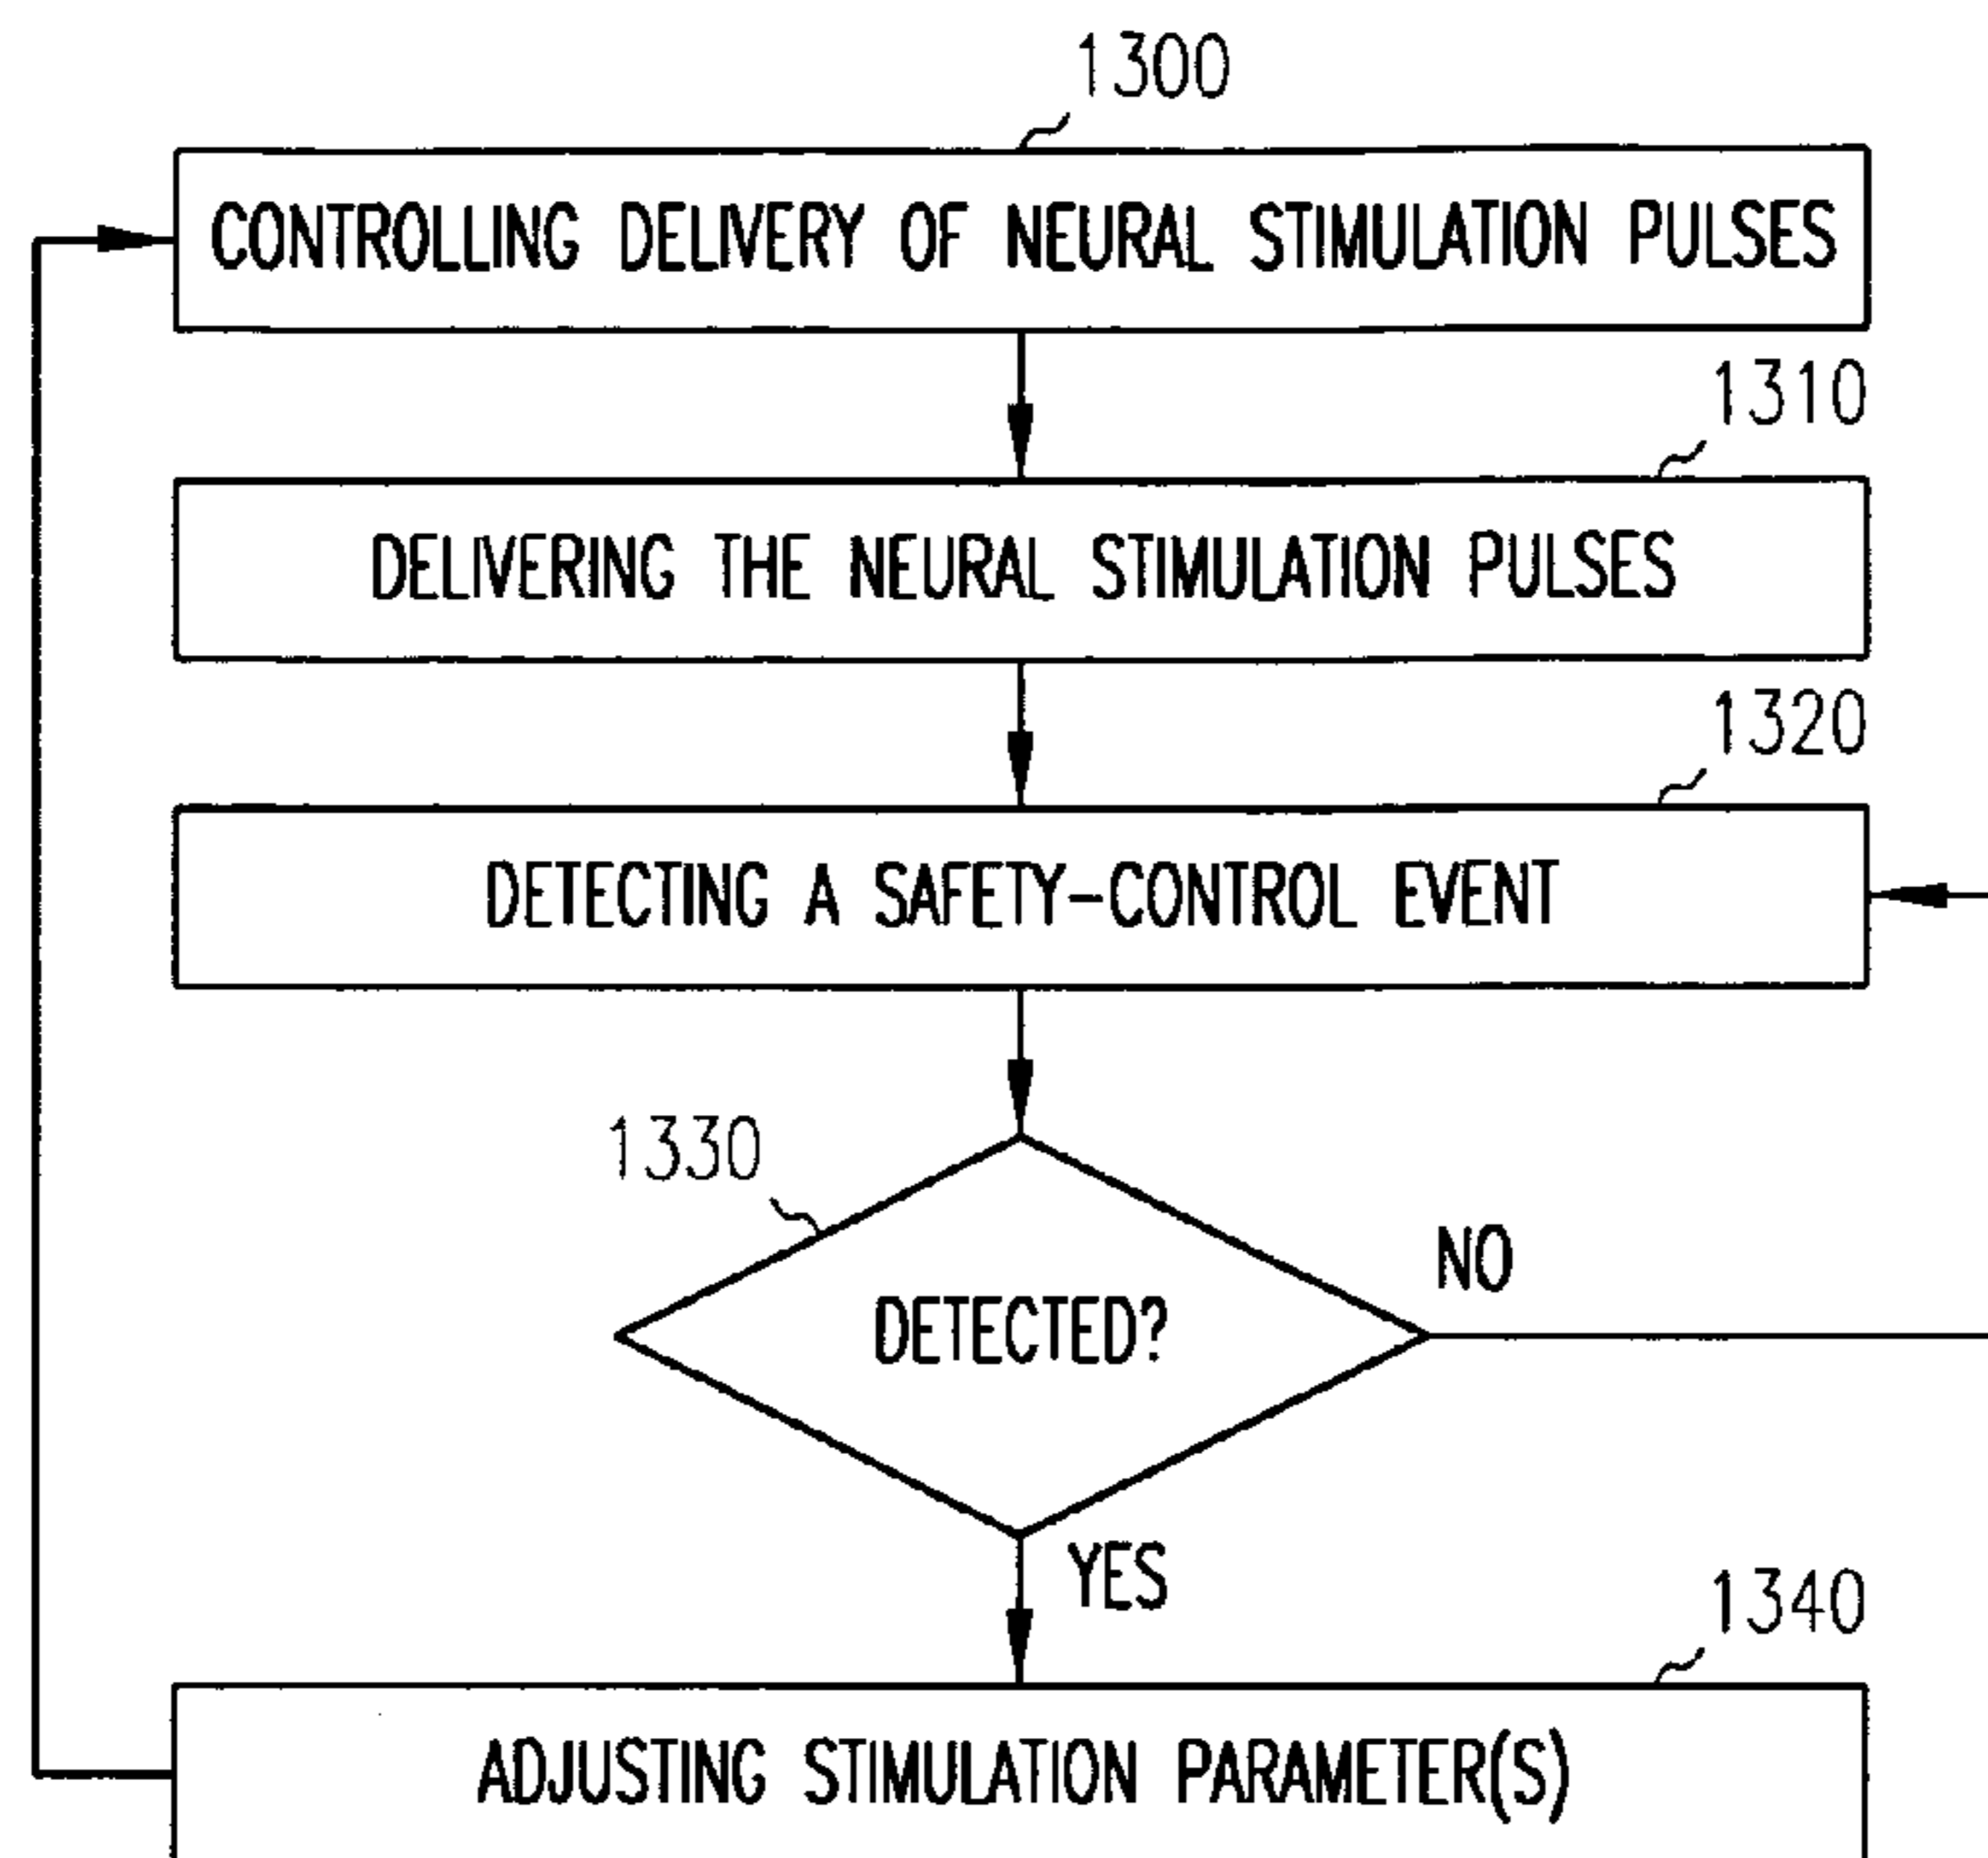 1300
CONTROLLING DELIVERY OF NEURAL STIMULATION PULSES
1310
DELIVERING THE NEURAL STIMULATION PULSES
1320
DETECTING A SAFETY-CONTROL EVENT
1330
DETECTED?
NO
YES
1340
ADJUSTING STIMULATION PARAMETER(S)